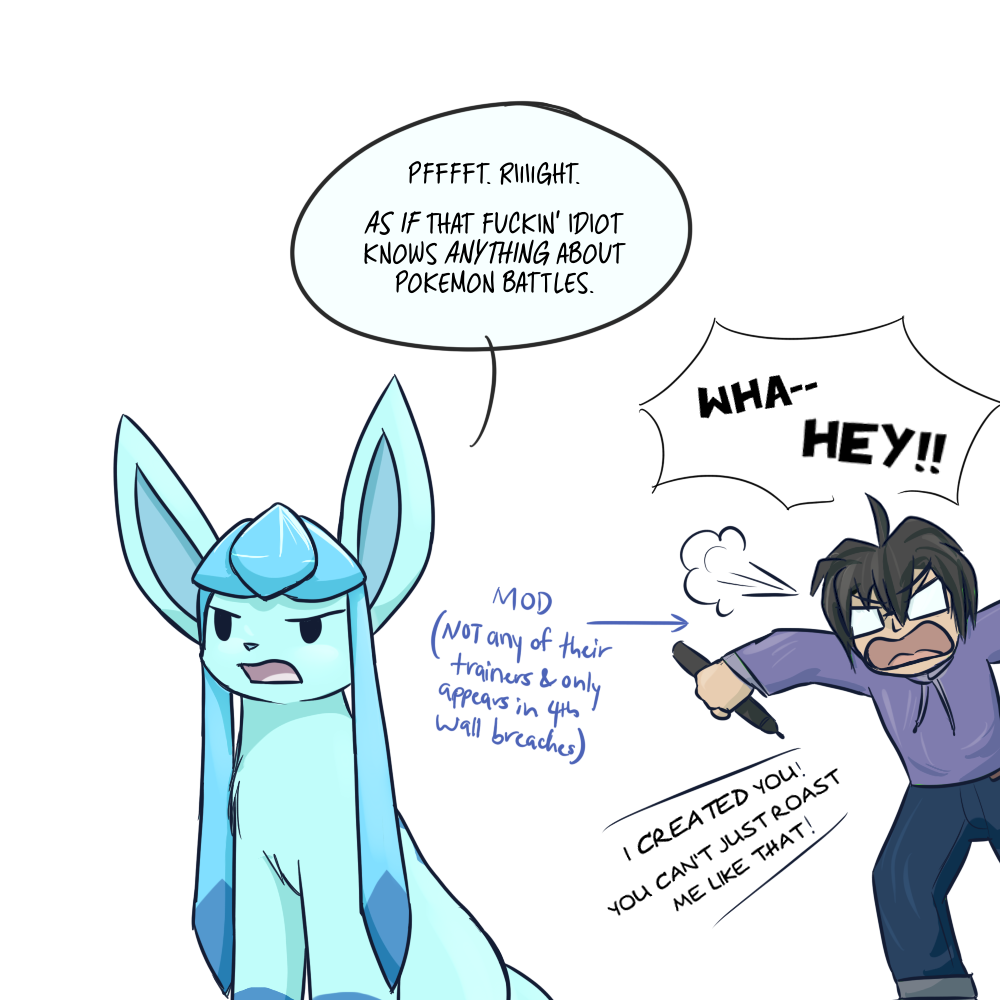 PFFFFT. RIIIIGHT.
AS IF THAT FUCKIN' IDIOT
KNOWS ANYTHING ABOUT
POKEMON BATTLES.
WHA--
HEY!!
MOD
(NOT any of their
trainers & only
appears in 4th
wall breaches)
I CREATED YOU!
YOU CAN'T JUST ROAST
ME LIKE THAT!